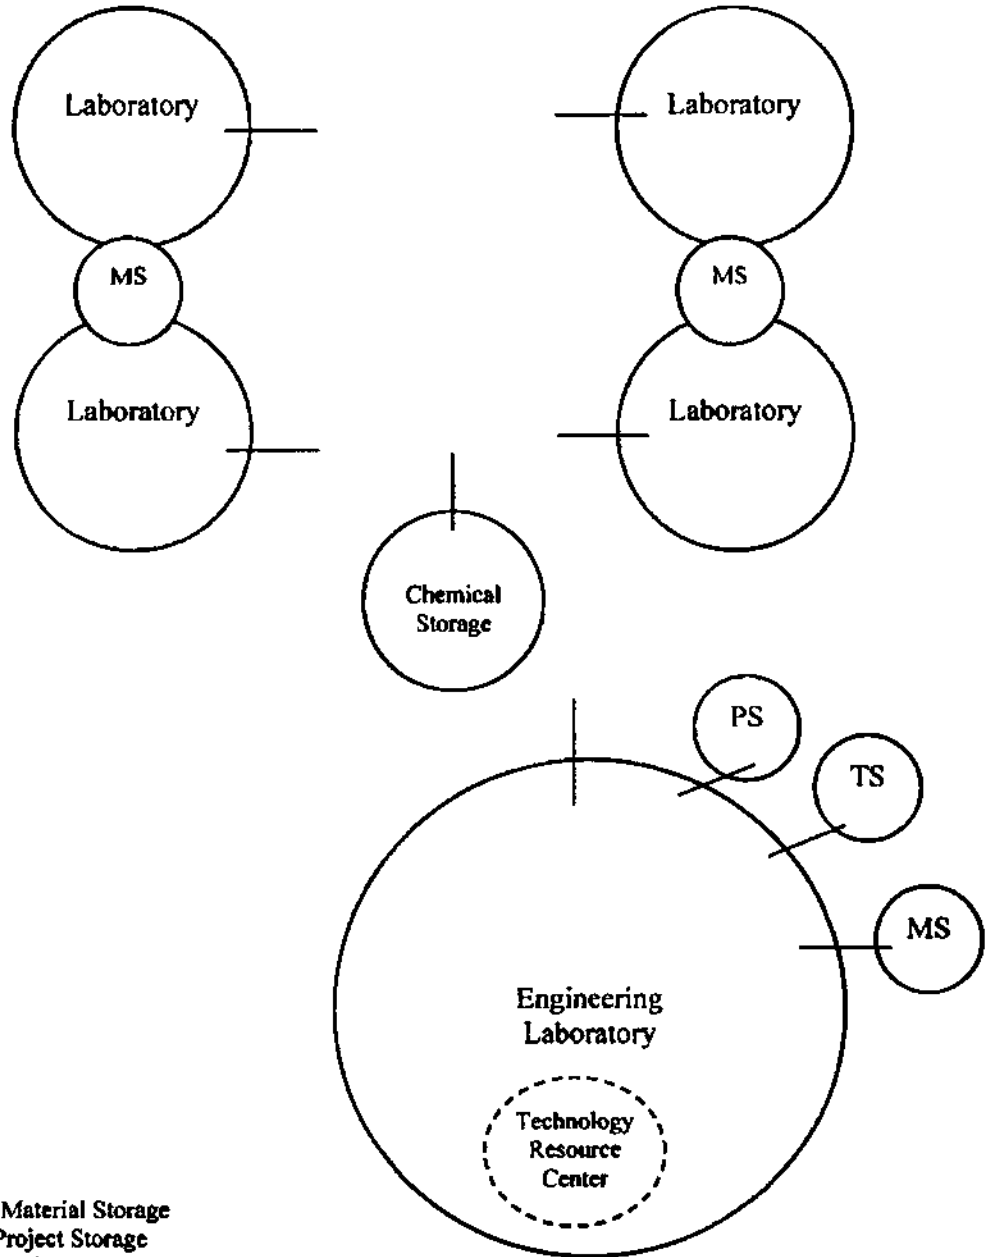 Laboratory
Laboratory
MS
MS
Laboratory
Laboratory
Chemical
Storage
PS
TS
MS
Engineering
Laboratory
Technology
Resource
Center
Material Storage
Project Storage